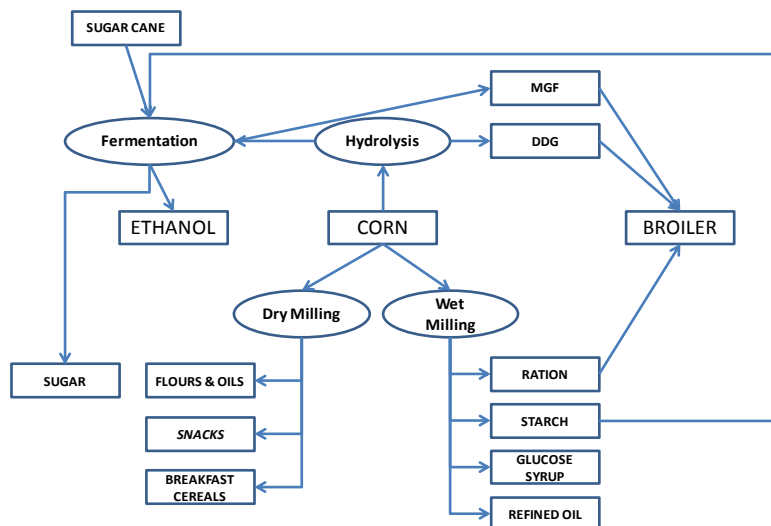 SUGAR CANE
MGF
Fermentation
Hydrolysis
DDG
ETHANOL
CORN
BROILER
Dry Milling
Wet
Milling
SUGAR
FLOURS & OILS
RATION
SNACKS
STARCH
BREAKFAST
CEREALS
GLUCOSE
SYRUP
REFINED OIL